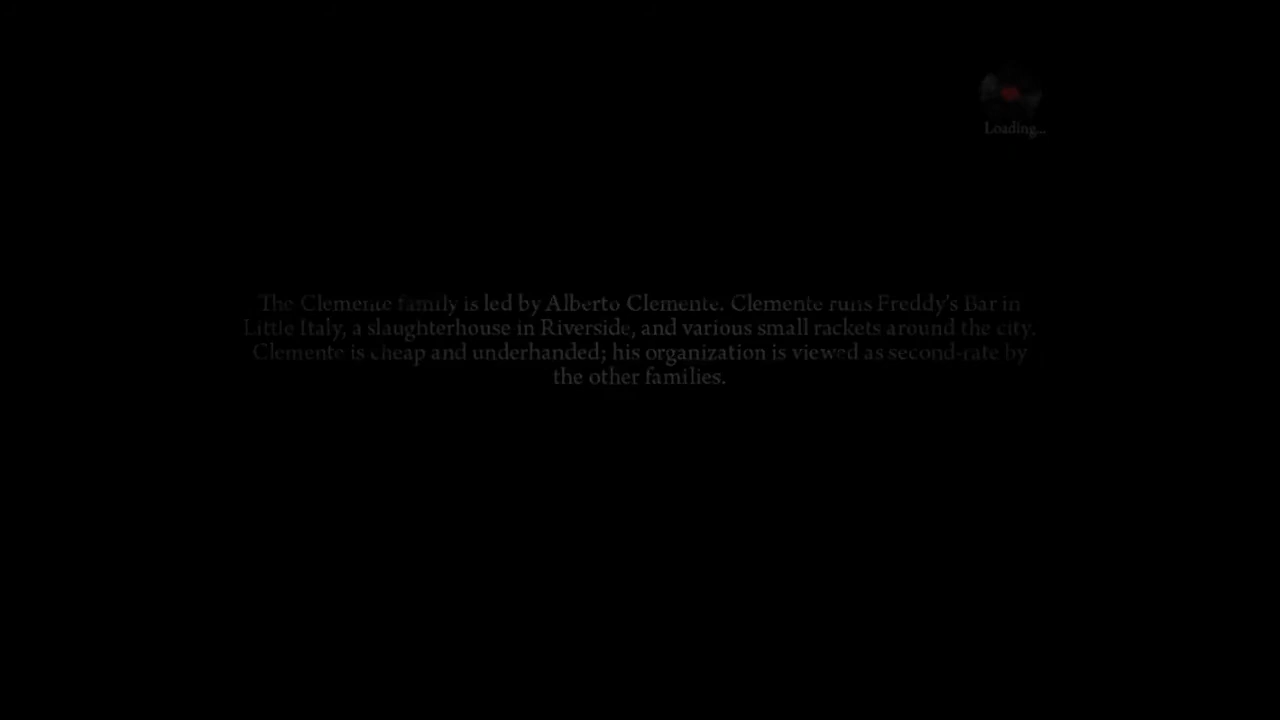 Loading...
The Clemente family is led by Alberto Clemente. Clemente runs Freddy's Bar in
Little Italy, a slaughterhouse in Riverside, and various small rackets around the city.
Clemente is cheap and underhanded; his organization is viewed as second-rate by
the other families.